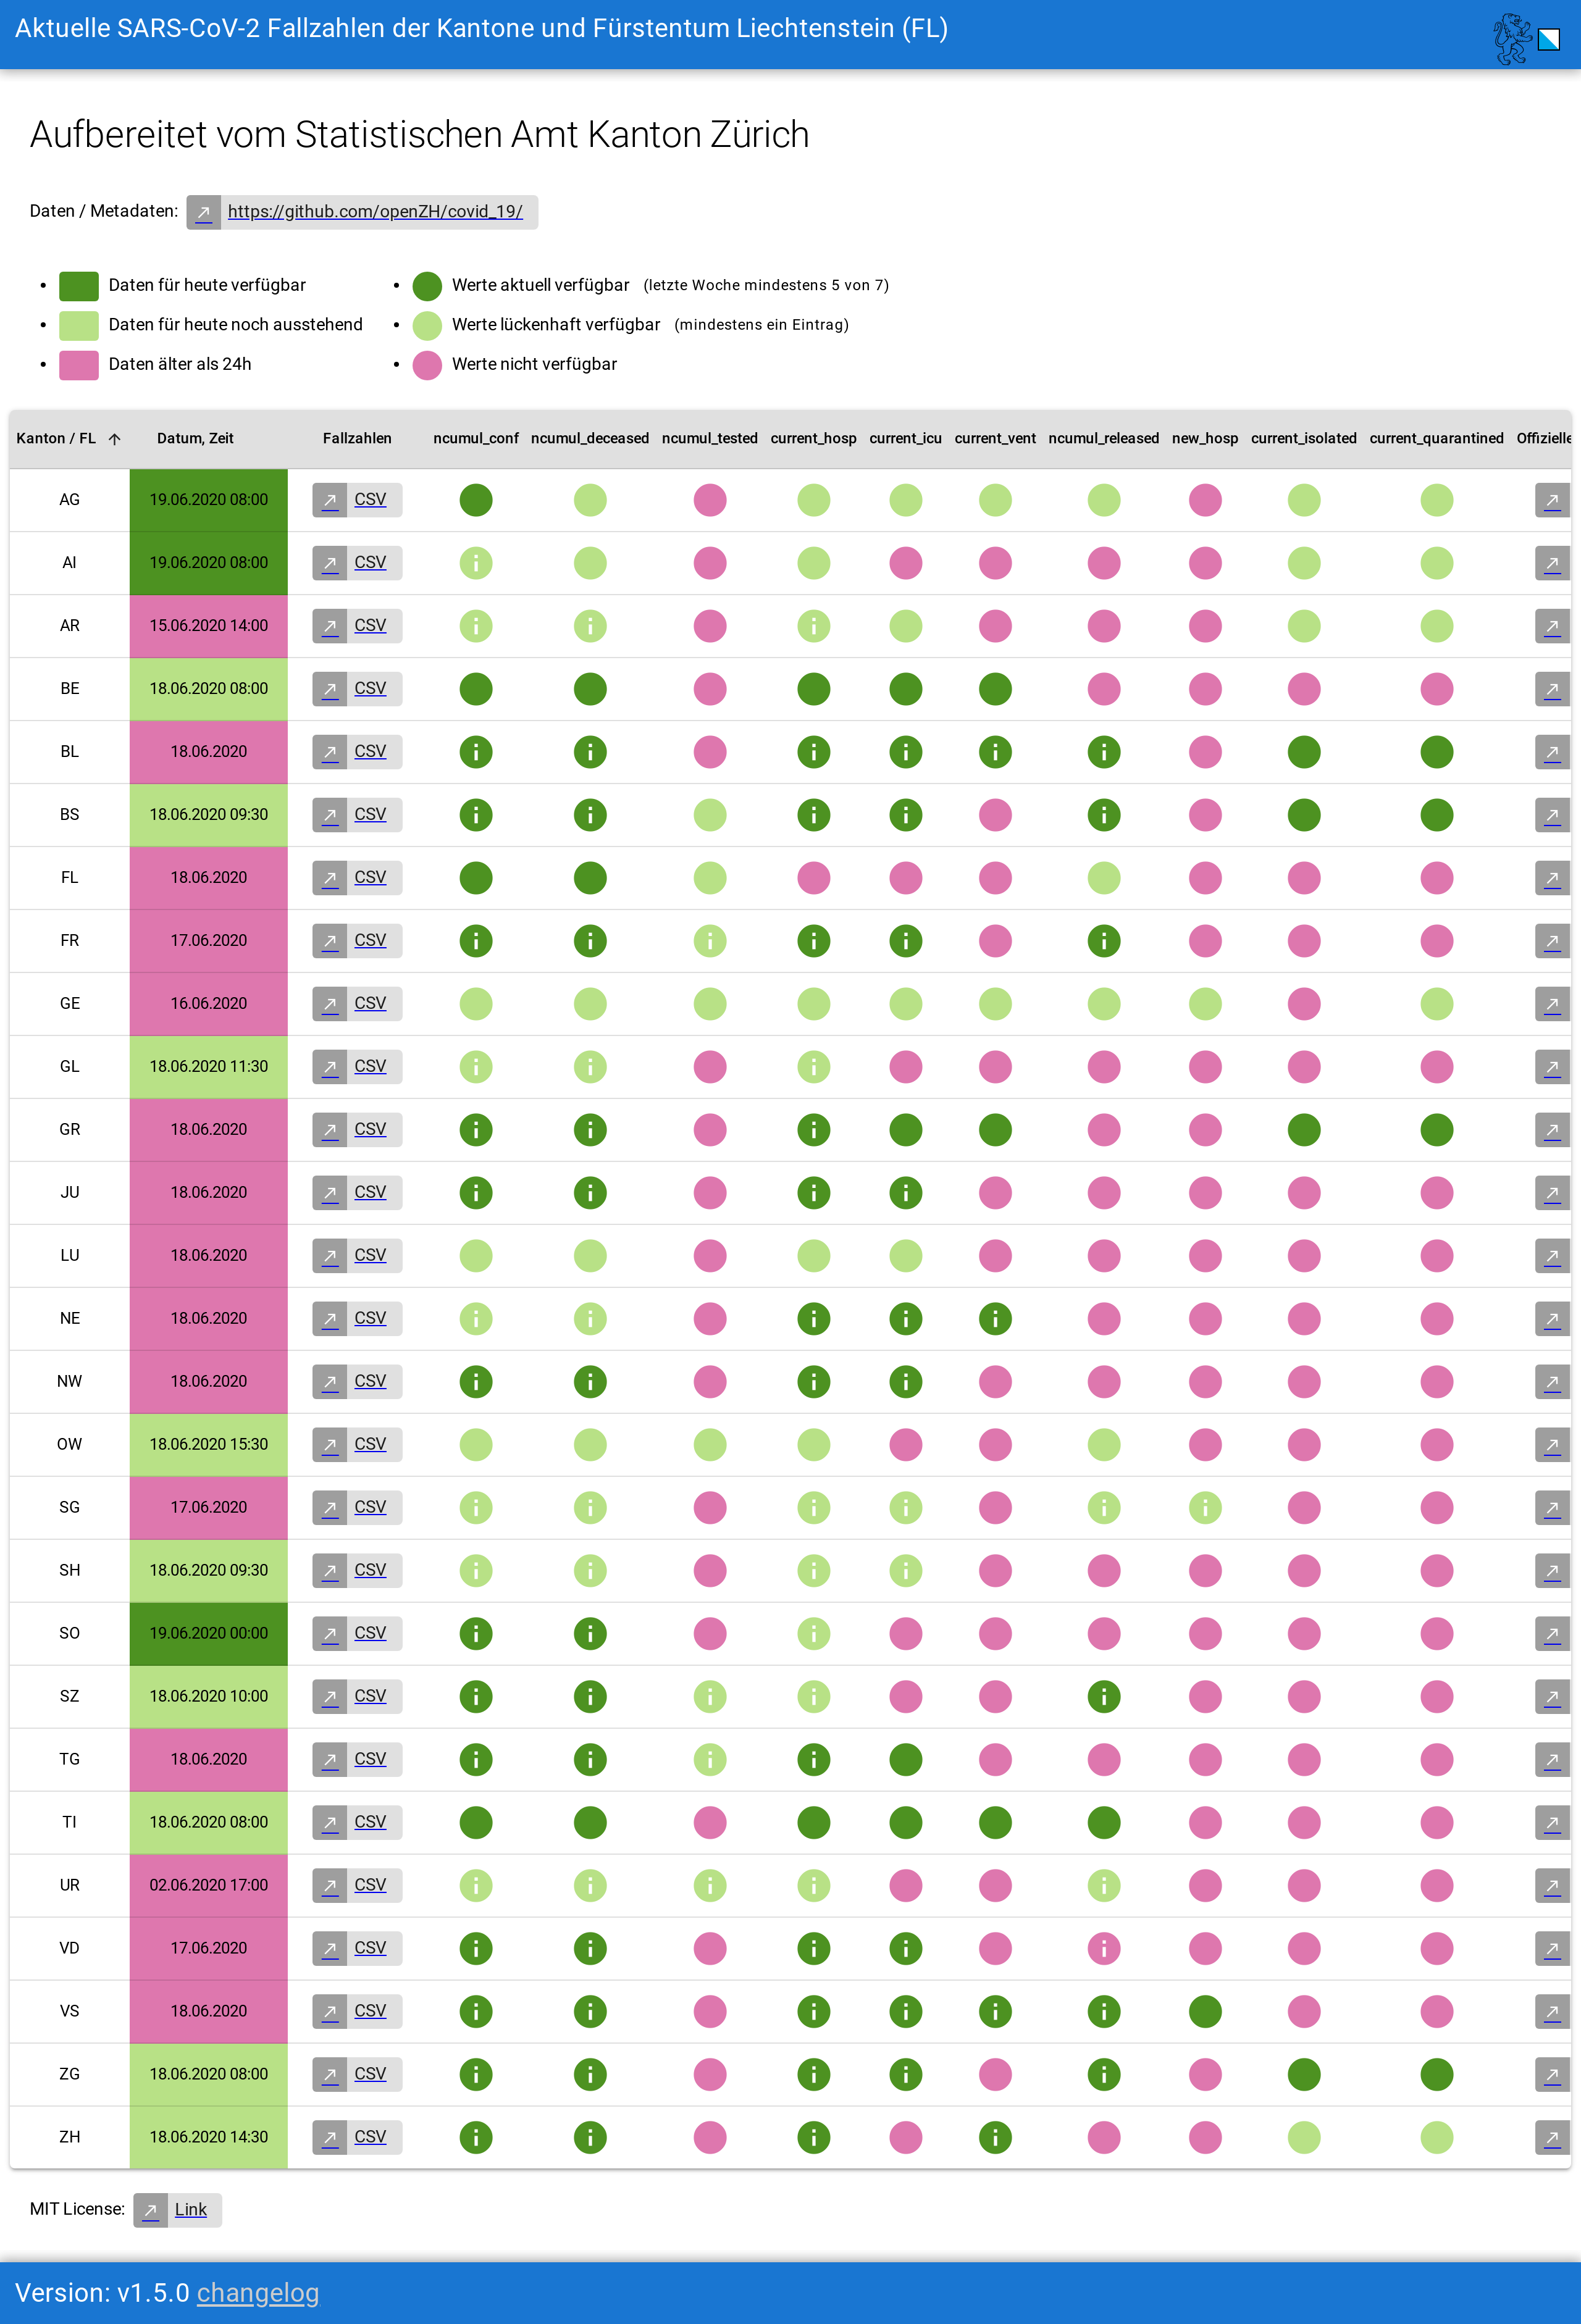 Aktuelle SARS-CoV-2 Fallzahlen der Kantone und Fürstentum Liechtenstein (FL)
Aufbereitet vom Statistischen Amt Kanton Zürich
Daten / Metadaten: https://github.com/openZH/covid_19/
Daten für heute verfügbar
Daten für heute noch ausstehend
Daten älter als 24h
Werte aktuell verfügbar (letzte Woche mindestens 5 von 7)
Werte lückenhaft verfügbar (mindestens ein Eintrag)
Werte nicht verfügbar
Kanton / FL Datum, Zeit Fallzahlen ncumul_conf ncumul_deceased ncumul_tested current_hosp current_icu current_vent ncumul_released new_hosp current_isolated current_quarantined Offizielle
AG 19.06.2020 08:00 CSV
AI 19.06.2020 08:00 CSV
AR 15.06.2020 14:00 CSV
BE 18.06.2020 08:00 CSV
BL 18.06.2020 CSV
BS 18.06.2020 09:30 CSV
FL 18.06.2020 CSV
FR 17.06.2020 CSV
GE 16.06.2020 CSV
GL 18.06.2020 11:30 CSV
GR 18.06.2020 CSV
JU 18.06.2020 CSV
LU 18.06.2020 CSV
NE 18.06.2020 CSV
NW 18.06.2020 CSV
OW 18.06.2020 15:30 CSV
SG 17.06.2020 CSV
SH 18.06.2020 09:30 CSV
SO 19.06.2020 00:00 CSV
SZ 18.06.2020 10:00 CSV
TG 18.06.2020 CSV
TI 18.06.2020 08:00 CSV
UR 02.06.2020 17:00 CSV
VD 17.06.2020 CSV
VS 18.06.2020 CSV
ZG 18.06.2020 08:00 CSV
ZH 18.06.2020 14:30 CSV
MIT License: Link
Version: v1.5.0 changelog